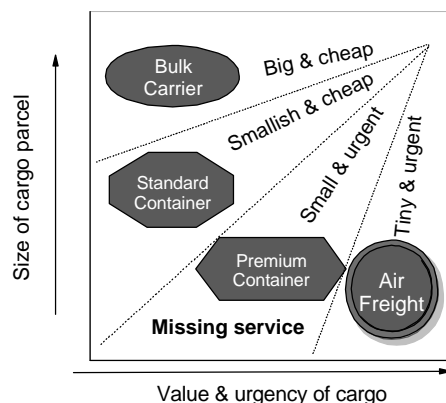 Size of cargo parcel
Bulk
Carrier
Big & cheap
Smallish & cheap
Standard
Container
Small & urgent
Tiny & urgent
Premium
Container
Air
Freight
Missing service
Value & urgency of cargo